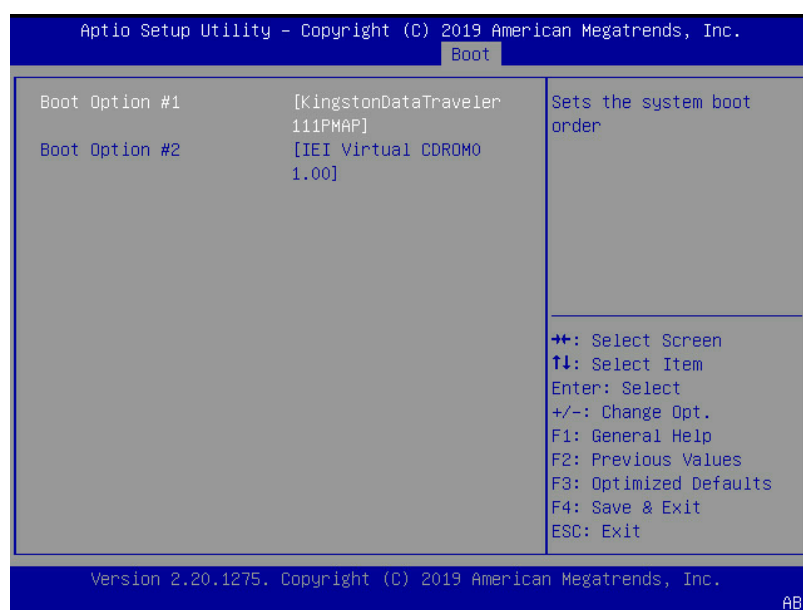 Aptio Setup Utility – Copyright (C) 2019 American Megatrends, Inc.
Boot
Boot Option #1 [KingstonDataTraveler
111PMAP]
Boot Option #2 [IEI Virtual CDROM0
1.00]
Sets the system boot
order
→←: Select Screen
↑↓: Select Item
Enter: Select
+/-: Change Opt.
F1: General Help
F2: Previous Values
F3: Optimized Defaults
F4: Save & Exit
ESC: Exit
Version 2.20.1275. Copyright (C) 2019 American Megatrends, Inc.
AB